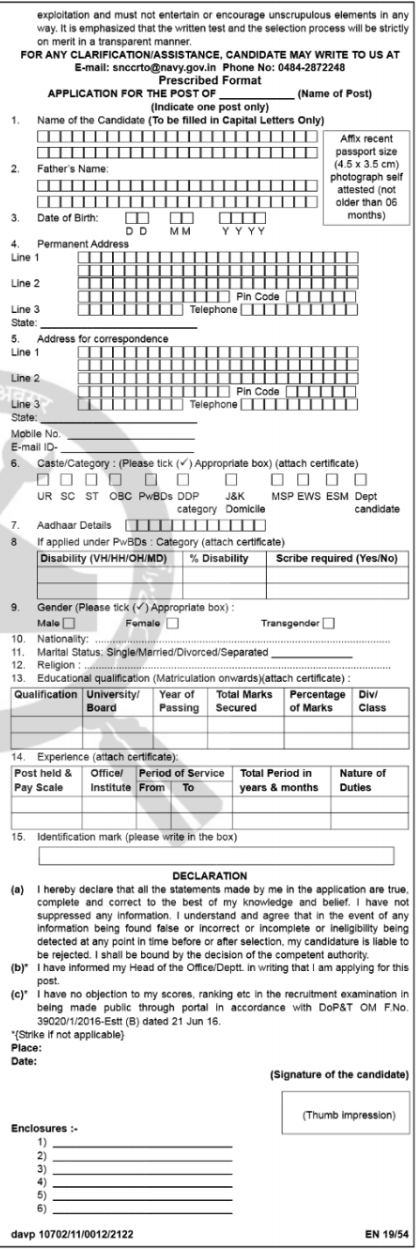 exploitation and must not entertain or encourage unscrupulous elements in any
way. It is emphasized that the written test and the selection process will be strictly
on merit in a transparent manner.
FOR ANY CLARIFICATION/ASSISTANCE, CANDIDATE MAY WRITE TO US AT
E-mail: snccrto@navy.gov.in Phone No: 0484-2872248
Prescribed Format
APPLICATION FOR THE POST OF ____________ (Name of Post)
(Indicate one post only)
1. Name of the Candidate (To be filled in Capital Letters Only)
Affix recent
passport size
(4.5 x 3.5 cm)
photograph self
attested (not
older than 06
months)
2. Father's Name:
3. Date of Birth:
D D M M Y Y Y Y
4. Permanent Address
Line 1
Line 2
Pin Code
Line 3 Telephone
State: ____________
5. Address for correspondence
Line 1
Line 2
Pin Code
Line 3 Telephone
State: ____________
Mobile No. ____________
E-mail ID- ____________
6. Caste/Category : (Please tick (✓) Appropriate box) (attach certificate)
UR SC ST OBC PwBDs DDP J&K MSP EWS ESM Dept
category Domicile candidate
7. Aadhaar Details
8 If applied under PwBDs : Category (attach certificate)
Disability (VH/HH/OH/MD) % Disability Scribe required (Yes/No)
9. Gender (Please tick (✓) Appropriate box) :
Male Female Transgender
10. Nationality: ............................................................
11. Marital Status: Single/Married/Divorced/Separated ____________
12. Religion : ............................................................
13. Educational qualification (Matriculation onwards)(attach certificate) :
Qualification University/ Year of Total Marks Percentage Div/
Board Passing Secured of Marks Class
14. Experience (attach certificate):
Post held & Office/ Period of Service Total Period in Nature of
Pay Scale Institute From To years & months Duties
15. Identification mark (please write in the box)
DECLARATION
(a) I hereby declare that all the statements made by me in the application are true,
complete and correct to the best of my knowledge and belief. I have not
suppressed any information. I understand and agree that in the event of any
information being found false or incorrect or incomplete or ineligibility being
detected at any point in time before or after selection, my candidature is liable to
be rejected. I shall be bound by the decision of the competent authority.
(b)* I have informed my Head of the Office/Deptt. in writing that I am applying for this
post.
(c)* I have no objection to my scores, ranking etc in the recruitment examination in
being made public through portal in accordance with DoP&T OM F.No.
39020/1/2016-Estt (B) dated 21 Jun 16.
*{Strike if not applicable}
Place:
Date:
(Signature of the candidate)
(Thumb impression)
Enclosures :-
1) ____________
2) ____________
3) ____________
4) ____________
5) ____________
6) ____________
davp 10702/11/0012/2122 EN 19/54